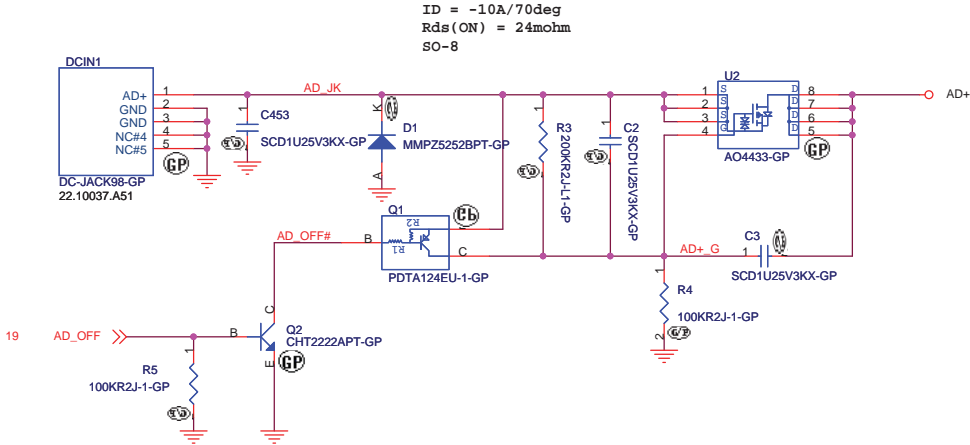 ID = -10A/70deg
Rds(ON) = 24mohm
SO-8
DCIN1
AD+ 1
GND 2
GND 3
NC#4 4
NC#5 5
GP
DC-JACK98-GP
22.10037.A51
AD_JK
1
C453
SCD1U25V3KX-GP
K
D1
MMPZ5252BPT-GP
A
1
R3
200KR2J-L1-GP
1
C2
SCD1U25V3KX-GP
U2
1 S D 8
2 S D 7
3 S D 6
4 G D 5
AO4433-GP
GP
AD+
Q1
B
R1
R2
C
PDTA124EU-1-GP
AD_OFF#
AD+_G
C3
1
SCD1U25V3KX-GP
1
R4
100KR2J-1-GP
2
19 AD_OFF
B
C
E
Q2
CHT2222APT-GP
GP
1
R5
100KR2J-1-GP